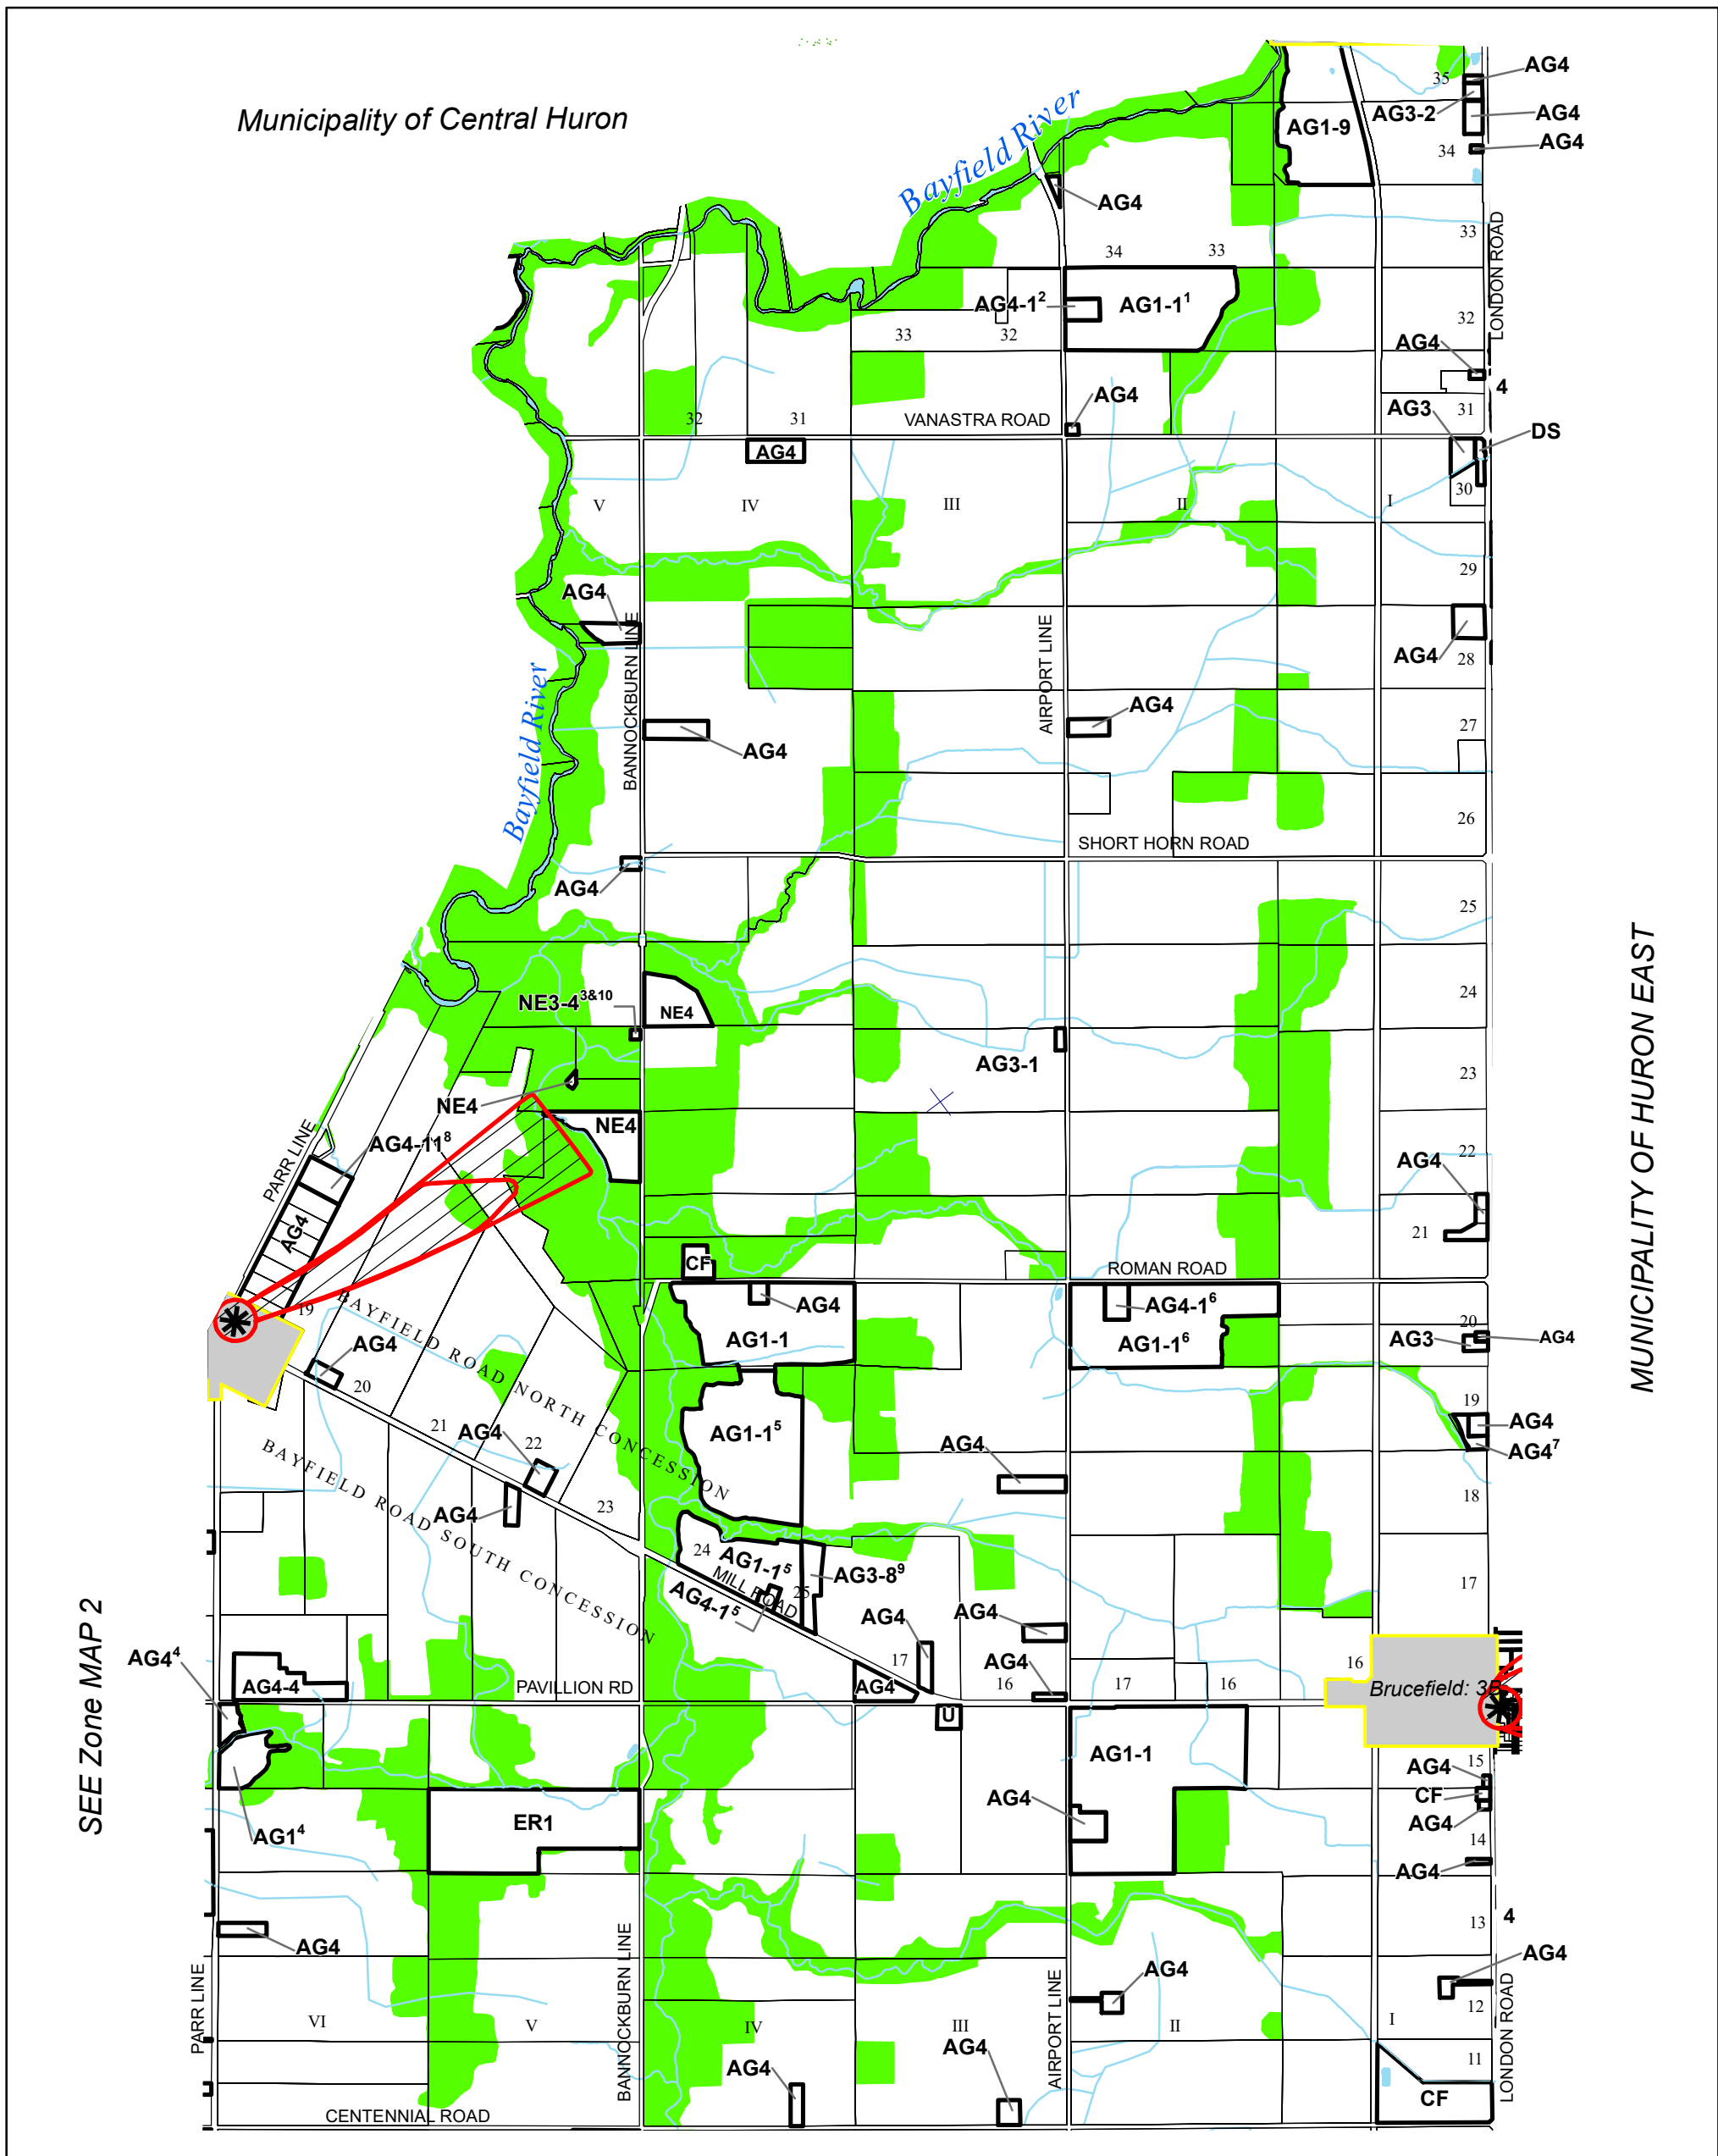 Municipality of Central Huron
Bayfield River
AG4
35
AG3-2
AG4
AG1-9
34
AG4
AG4
33
LONDON ROAD
34
33
AG4-1²
AG1-1¹
32
33
32
AG4
4
AG4
AG3
31
32
31
VANASTRA ROAD
DS
AG4
30
V
IV
III
II
I
29
AG4
BANNOCKBURN LINE
AIRPORT LINE
AG4
28
Bayfield River
AG4
27
AG4
26
SHORT HORN ROAD
AG4
25
MUNICIPALITY OF HURON EAST
24
NE3-4³&¹⁰
NE4
AG3-1
23
NE4
NE4
PARR LINE
AG4-11⁸
22
AG4
AG4
21
CF
ROMAN ROAD
19
AG4
AG4-1⁶
20
BAYFIELD ROAD NORTH CONCESSION
AG1-1
AG1-1⁶
AG3
AG4
AG4
20
19
21
AG4
22
AG1-1⁵
AG4
AG4
AG4⁷
BAYFIELD ROAD SOUTH CONCESSION
23
18
AG4
24
AG1-1⁵
AG3-8⁹
MILL ROAD
25
17
AG4-1⁵
AG4
AG4
SEE Zone MAP 2
AG4⁴
17
AG4
16
AG4-4
PAVILLION RD
AG4
16
17
16
Brucefield: 3B
U
AG1-1
15
AG4
AG4
CF
ER1
AG4
AG1⁴
14
AG4
13
4
AG4
AG4
AG4
12
PARR LINE
BANNOCKBURN LINE
AIRPORT LINE
LONDON ROAD
VI
V
IV
III
II
I
AG4
AG4
11
CF
CENTENNIAL ROAD